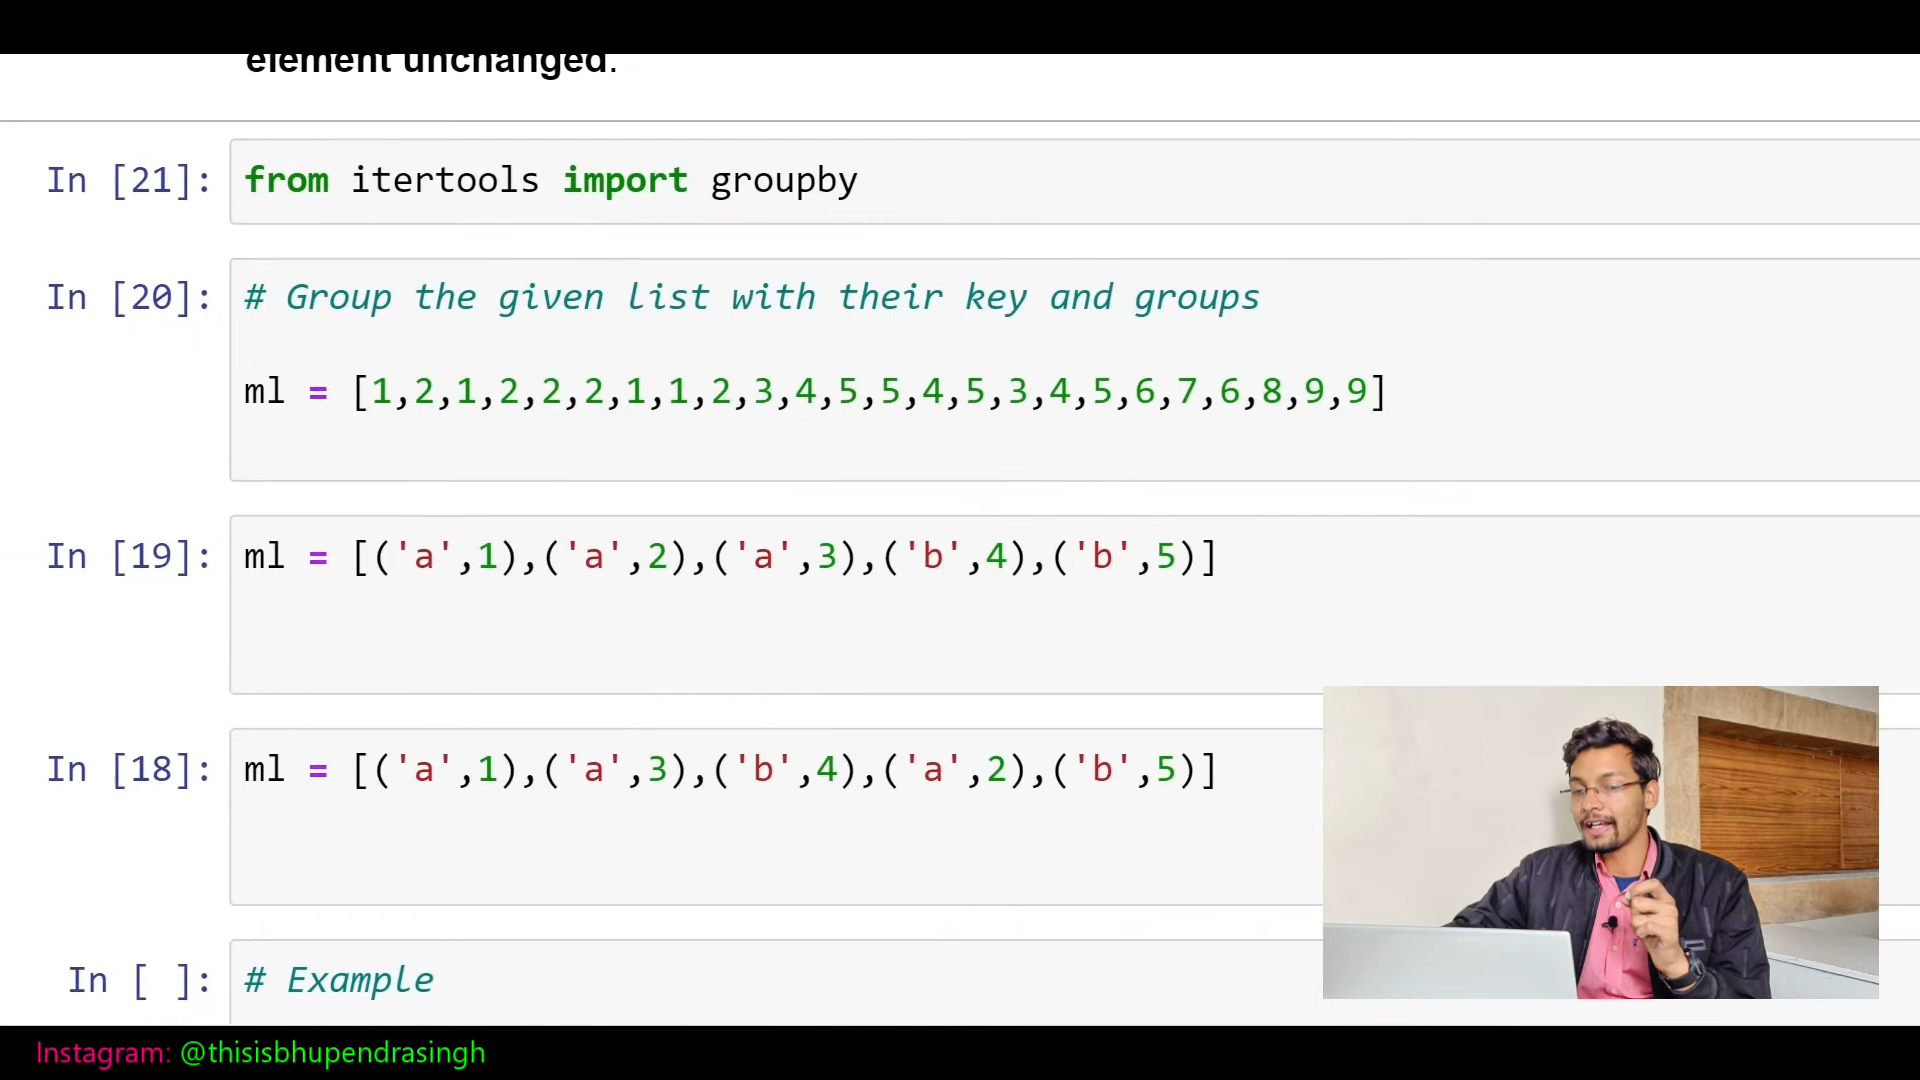 element unchanged.
In [21]: from itertools import groupby
In [20]: # Group the given list with their key and groups
ml = [1,2,1,2,2,2,1,1,2,3,4,5,5,4,5,3,4,5,6,7,6,8,9,9]
In [19]: ml = [('a',1),('a',2),('a',3),('b',4),('b',5)]
In [18]: ml = [('a',1),('a',3),('b',4),('a',2),('b',5)]
In [ ]: # Example
Instagram: @thisisbhupendrasingh